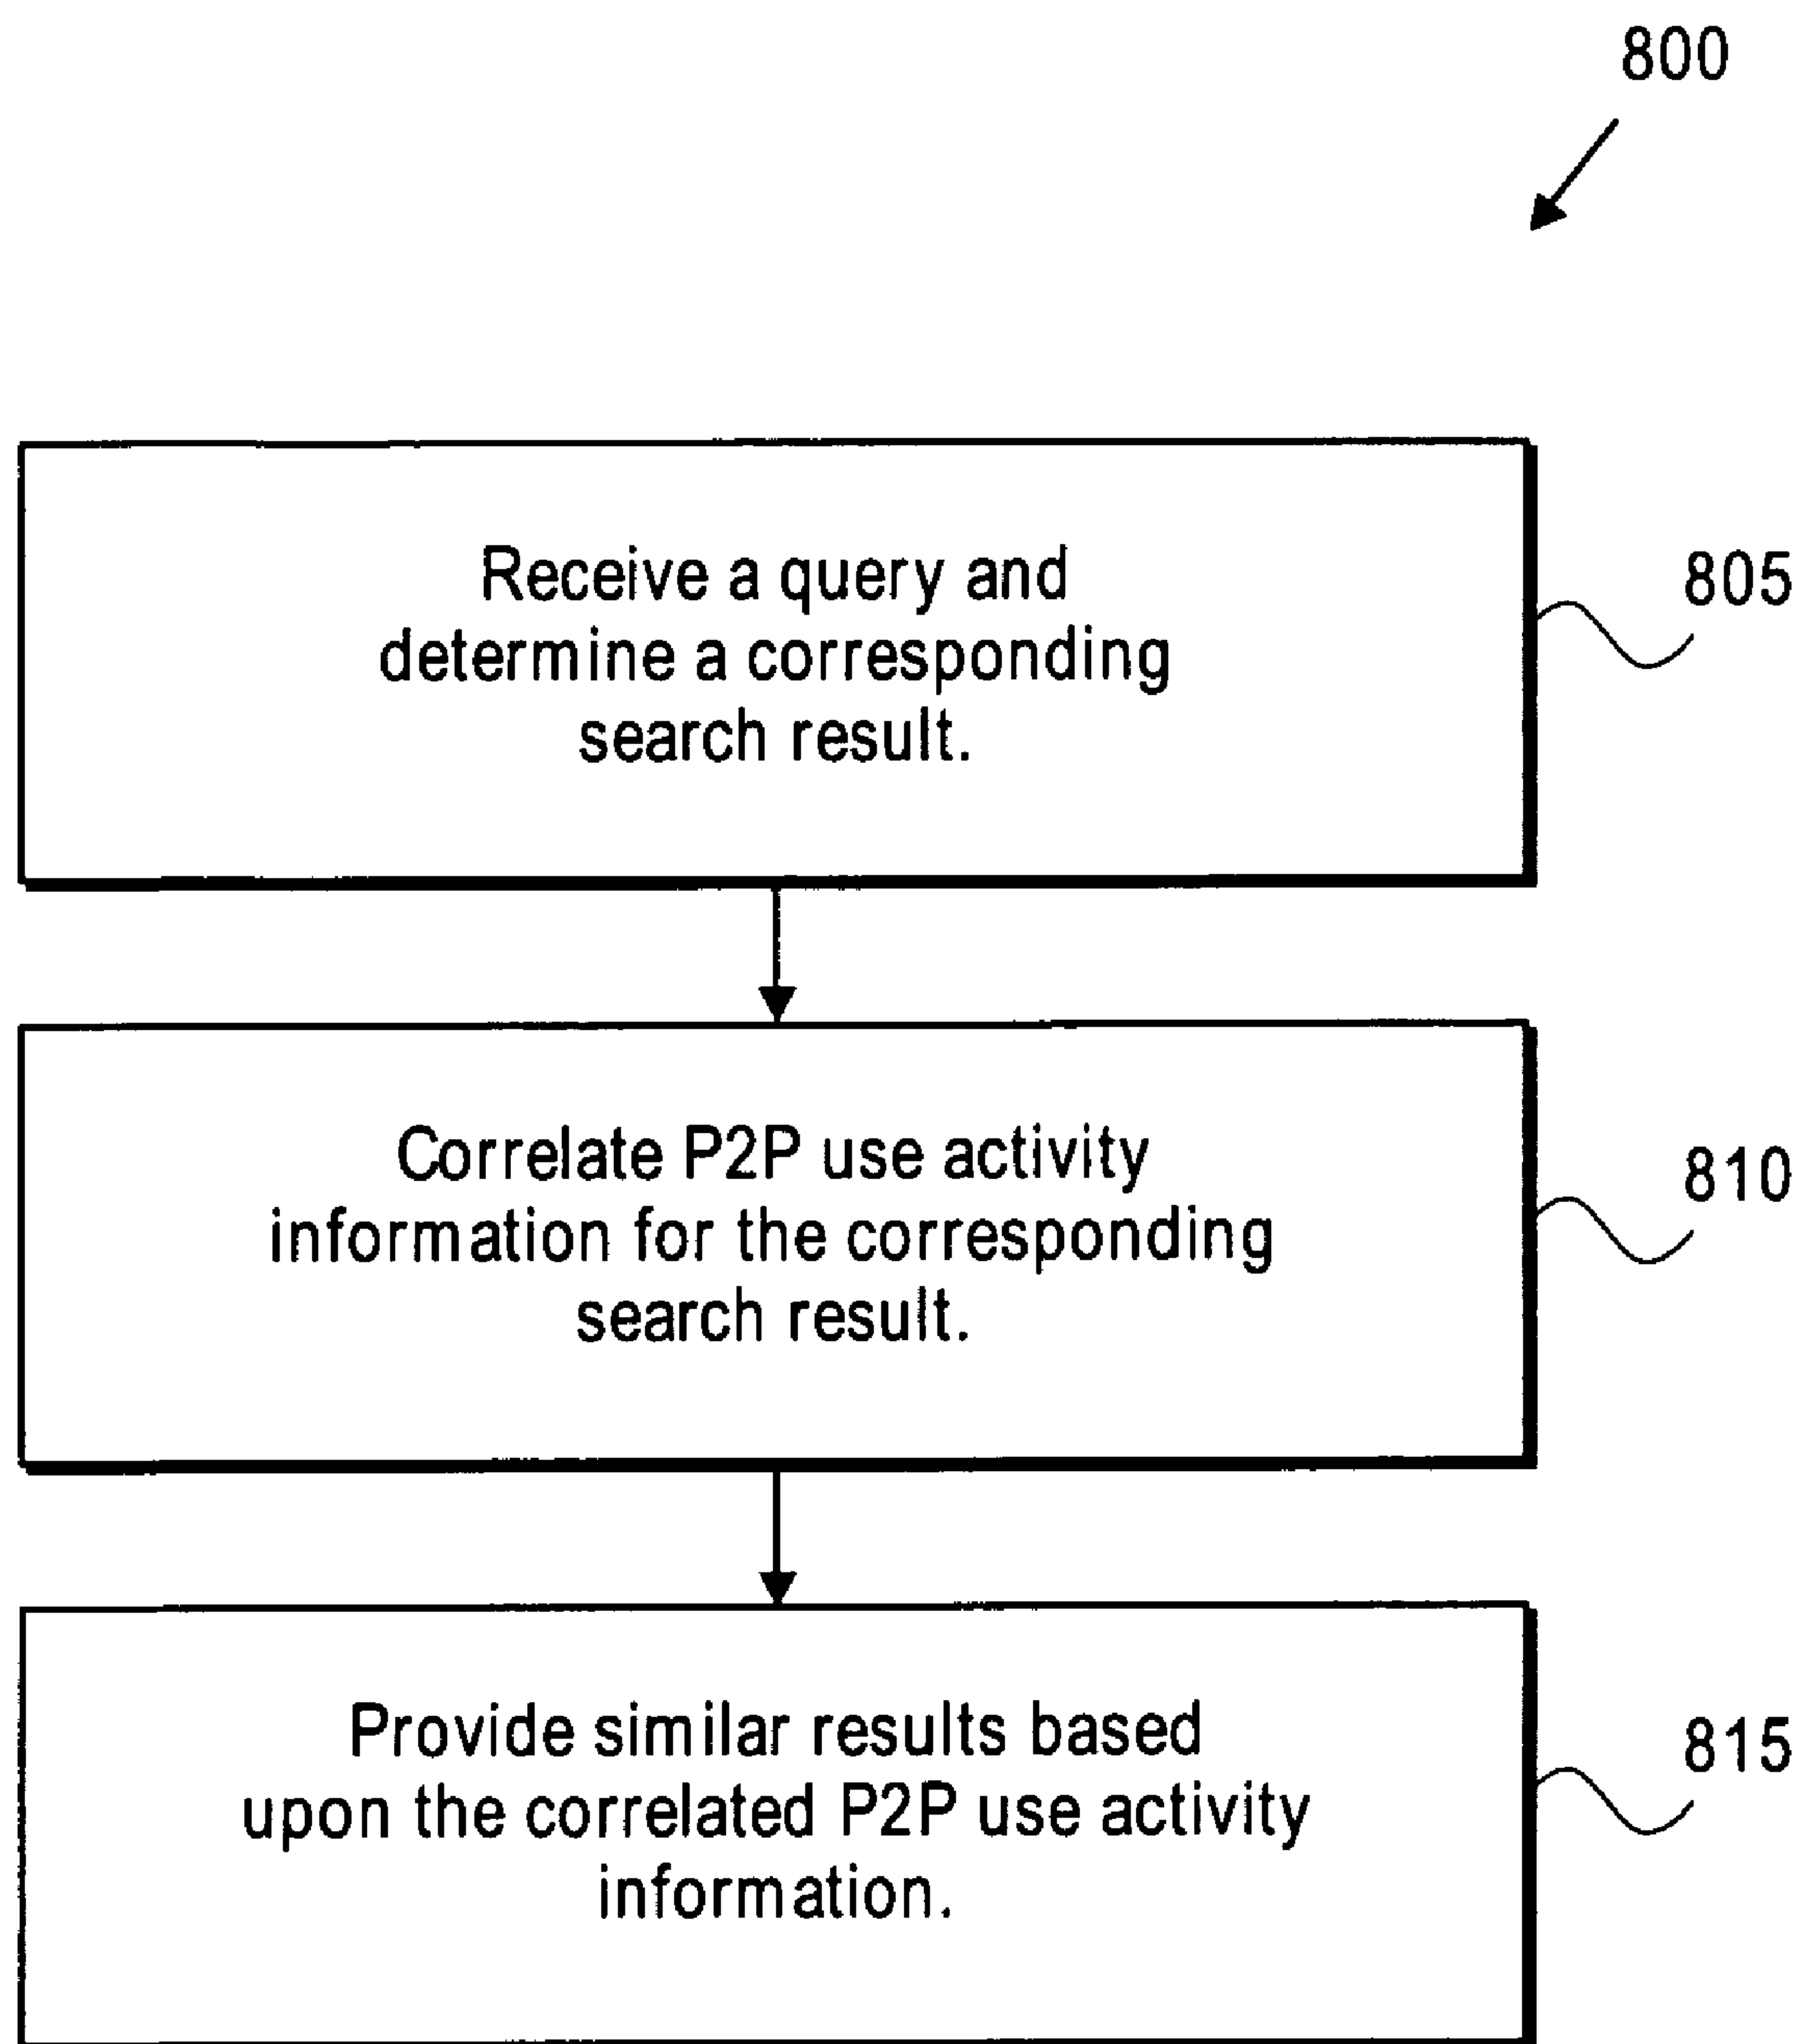 800
Receive a query and
determine a corresponding
search result.
805
Correlate P2P use activity
information for the corresponding
search result.
810
Provide similar results based
upon the correlated P2P use activity
information.
815